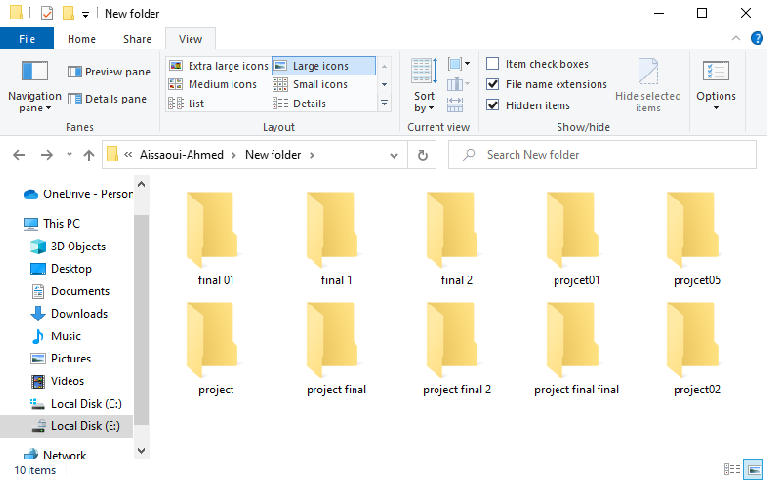 New folder
File Home Share View
Extra large icons Large icons Item check boxes
Navigation pane Preview pane Medium icons Small icons Sort by File name extensions Hide selected items Options
Details pane List Details Hidden items
Panes Layout Current view Show/hide
« Aissaoui-Ahmed > New folder > Search New folder
OneDrive - Person
This PC
3D Objects
Desktop
Documents
Downloads
Music
Pictures
Videos
Local Disk (C:)
Local Disk (E:)
Network
final 01 final 1 final 2 projcet01 projcet05
project project final project final 2 project final final project02
10 items